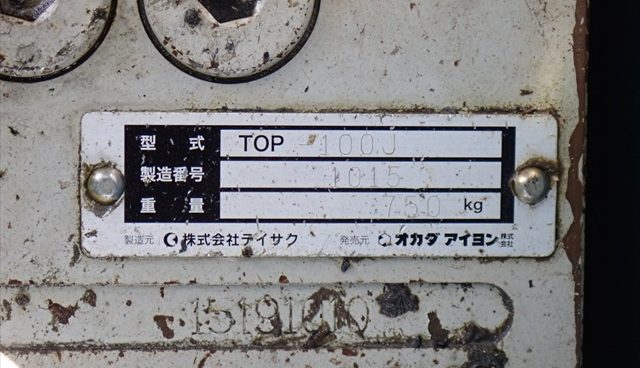 型 式 TOP -100J
製造番号 1015
重 量 750 kg
製造元 株式会社テイサク 発売元 オカダ アイヨン株式会社
15191010